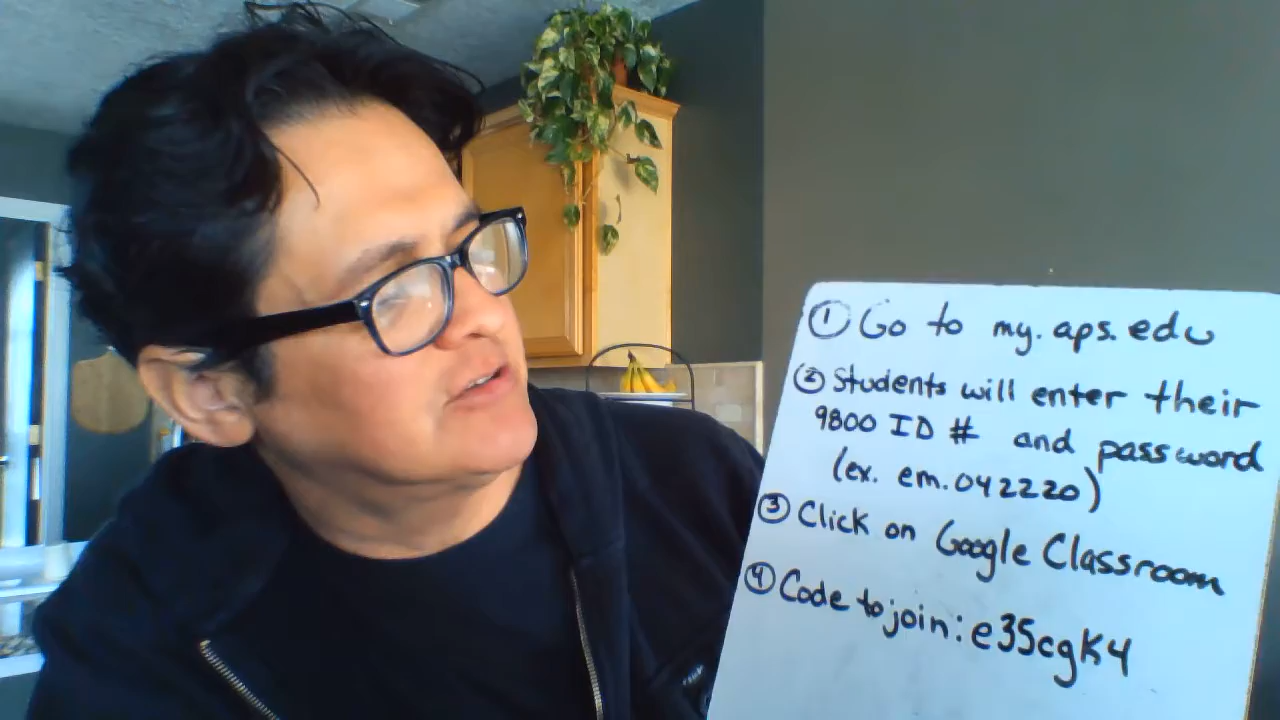 ① Go to my.aps.edu
② Students will enter their
9800 ID # and password
(ex. em.042220)
③ Click on Google Classroom
④ Code to join: e35cgk4